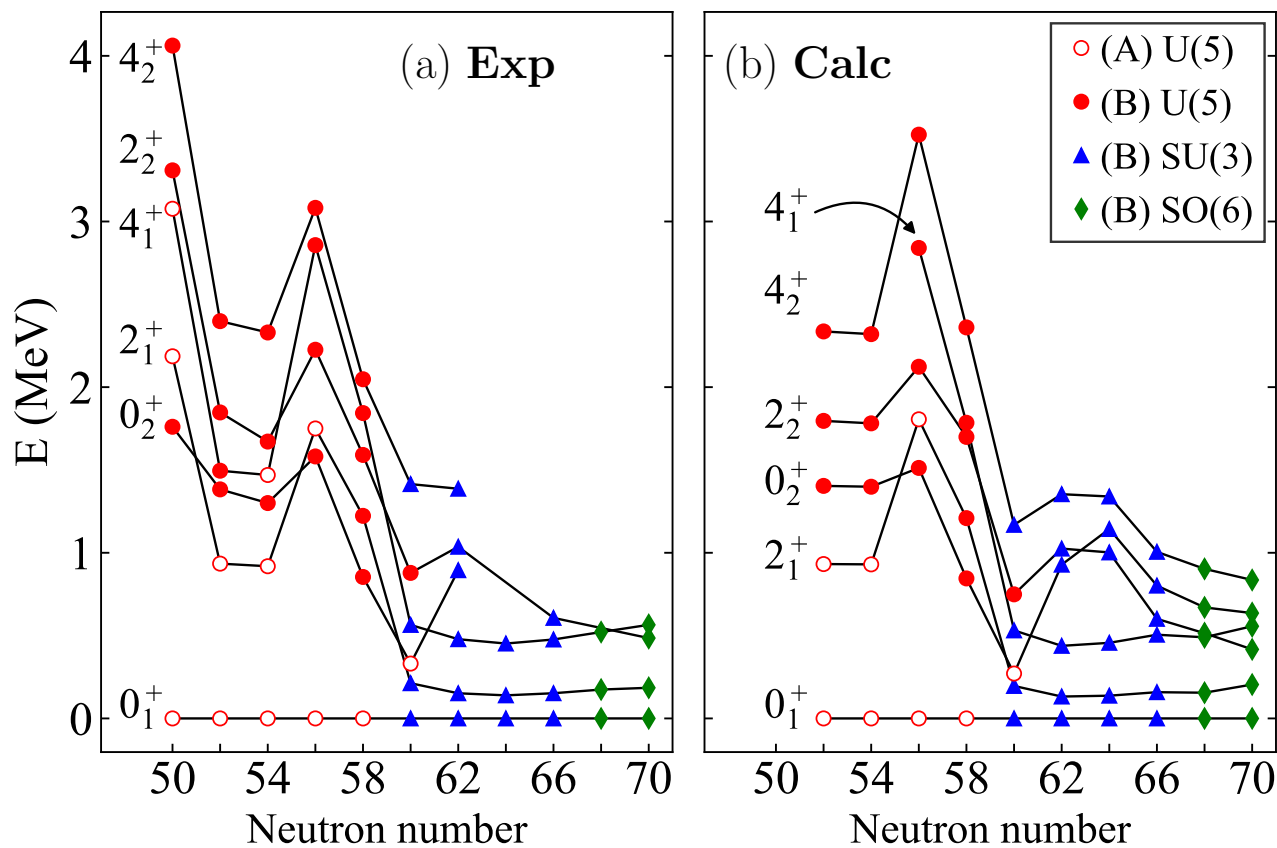 (a) Exp
E (MeV)
4
3
2
1
0
4₂⁺
2₂⁺
4₁⁺
2₁⁺
0₂⁺
0₁⁺
50 54 58 62 66 70
Neutron number
(b) Calc
(A) U(5)
(B) U(5)
(B) SU(3)
(B) SO(6)
4₁⁺
4₂⁺
2₂⁺
0₂⁺
2₁⁺
0₁⁺
50 54 58 62 66 70
Neutron number